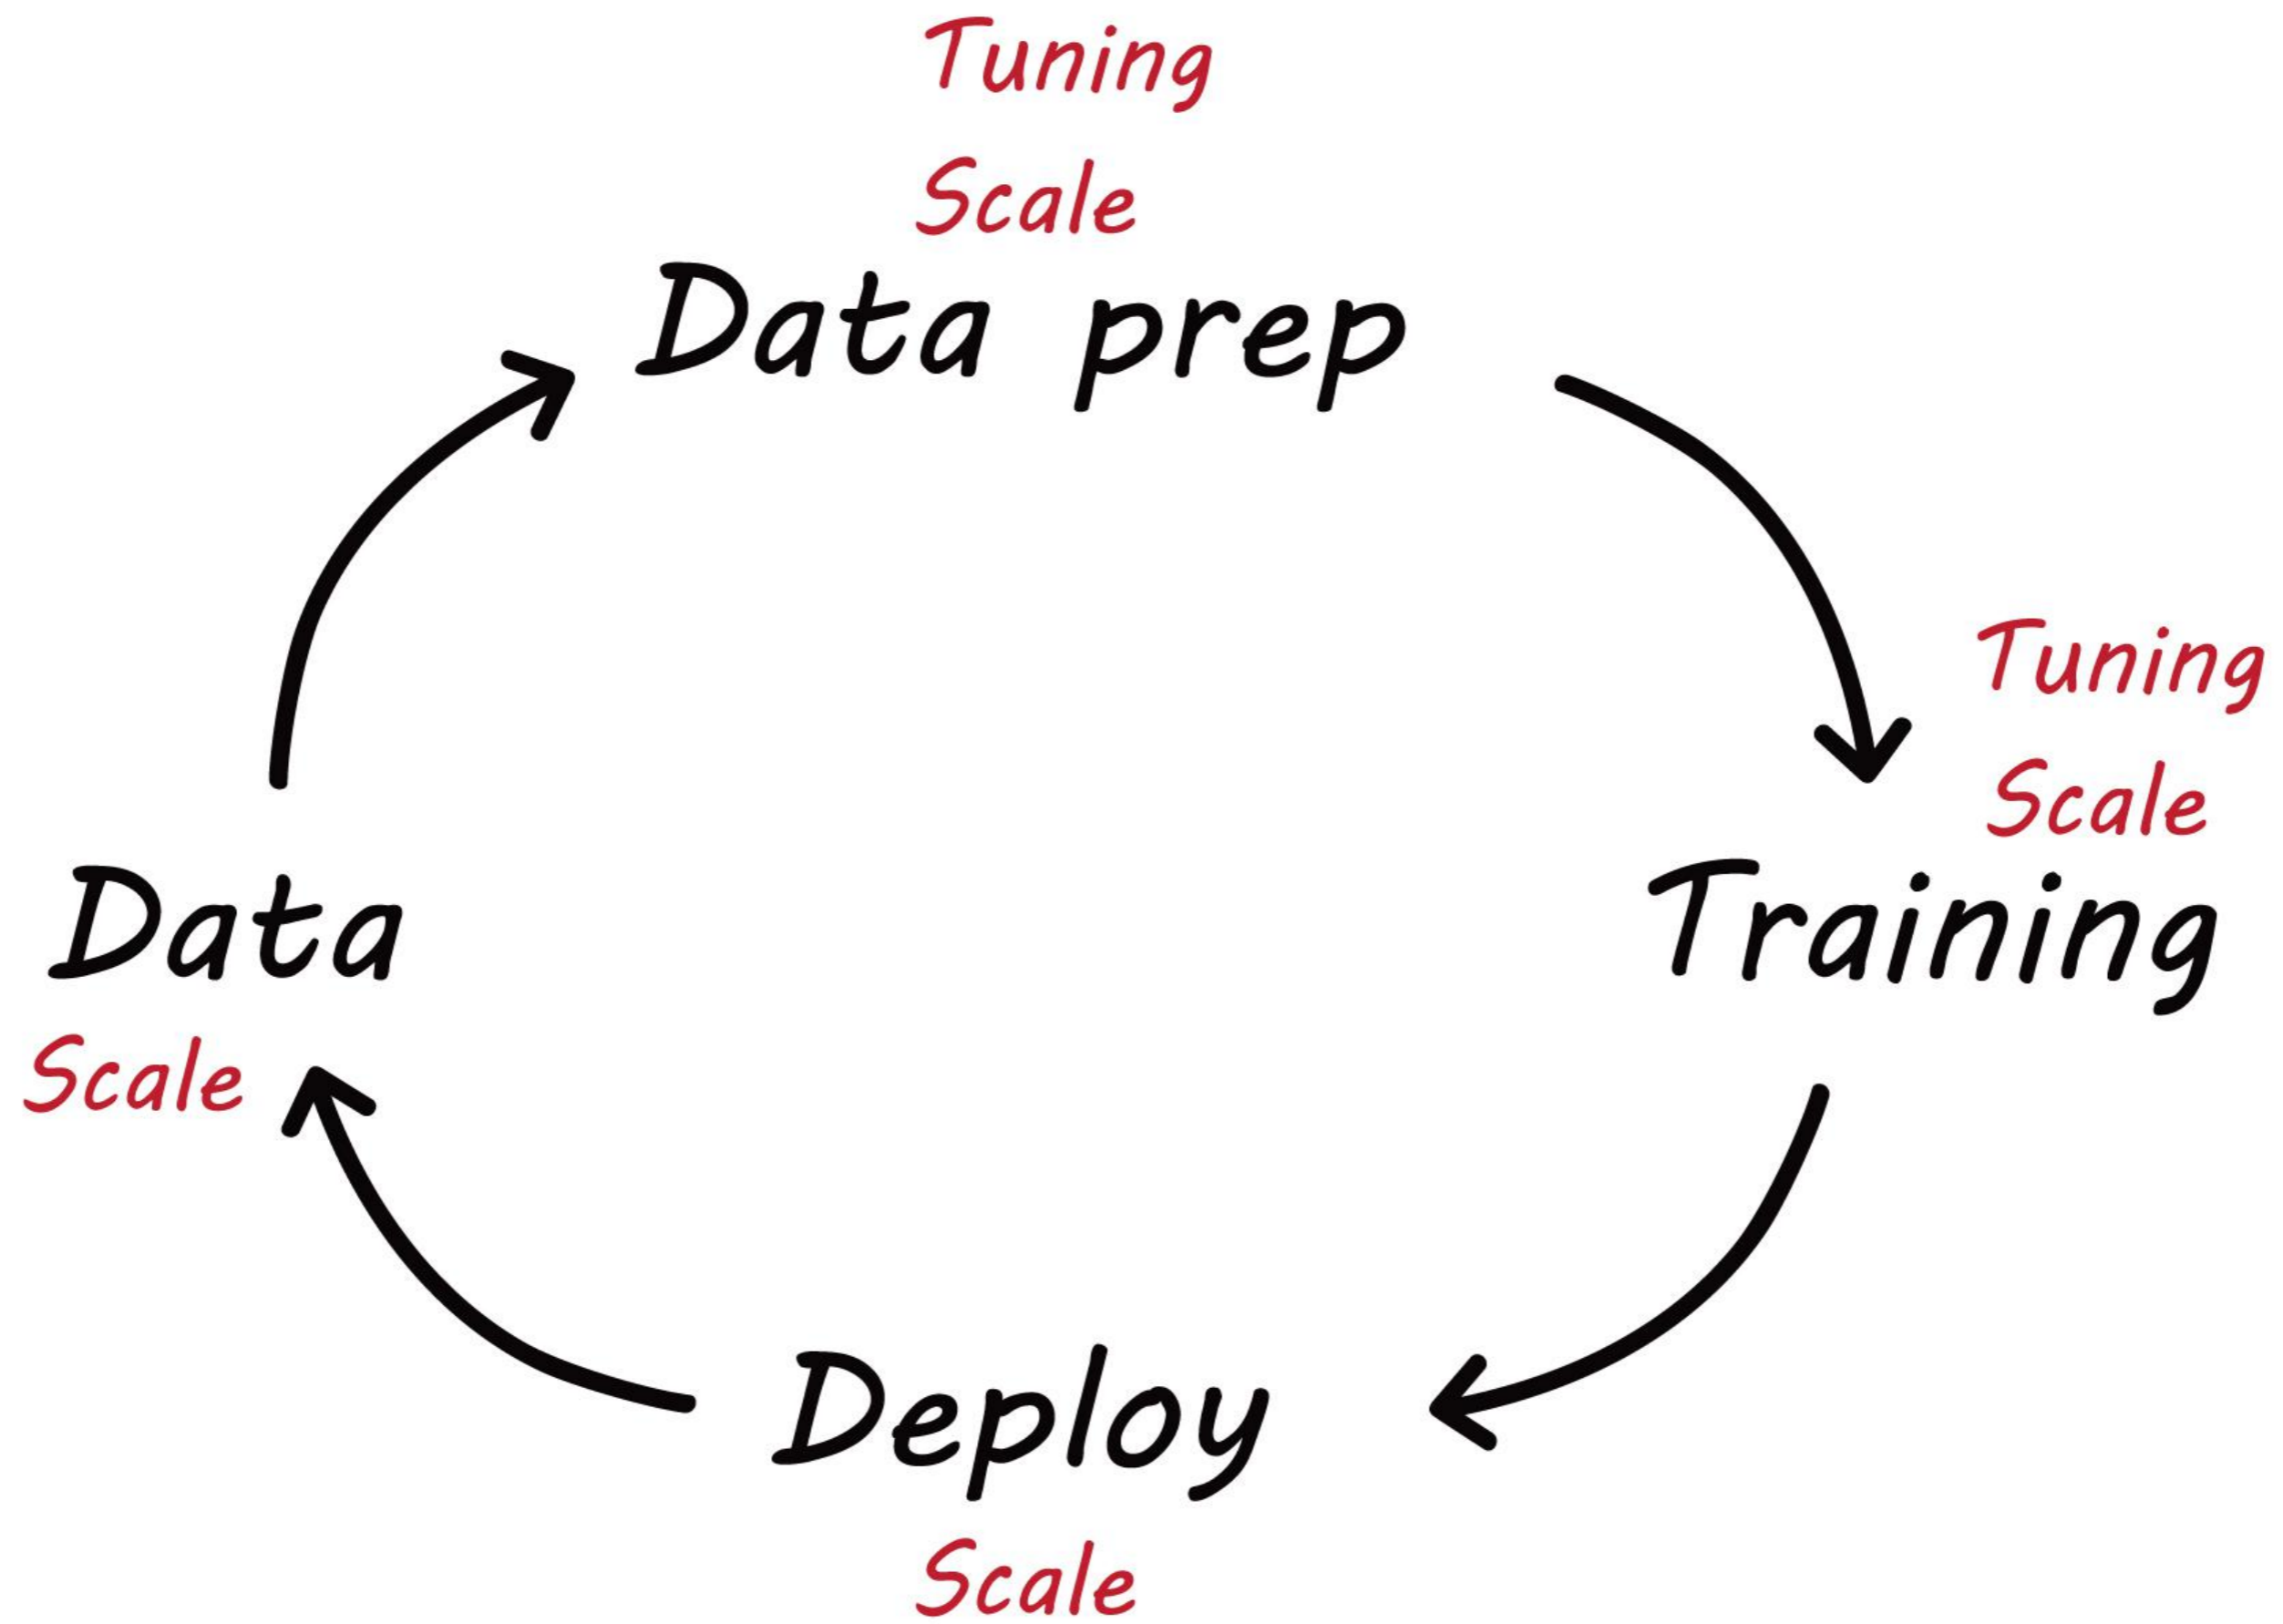 Tuning
Scale
Data prep
Tuning
Scale
Training
Data
Scale
Deploy
Scale